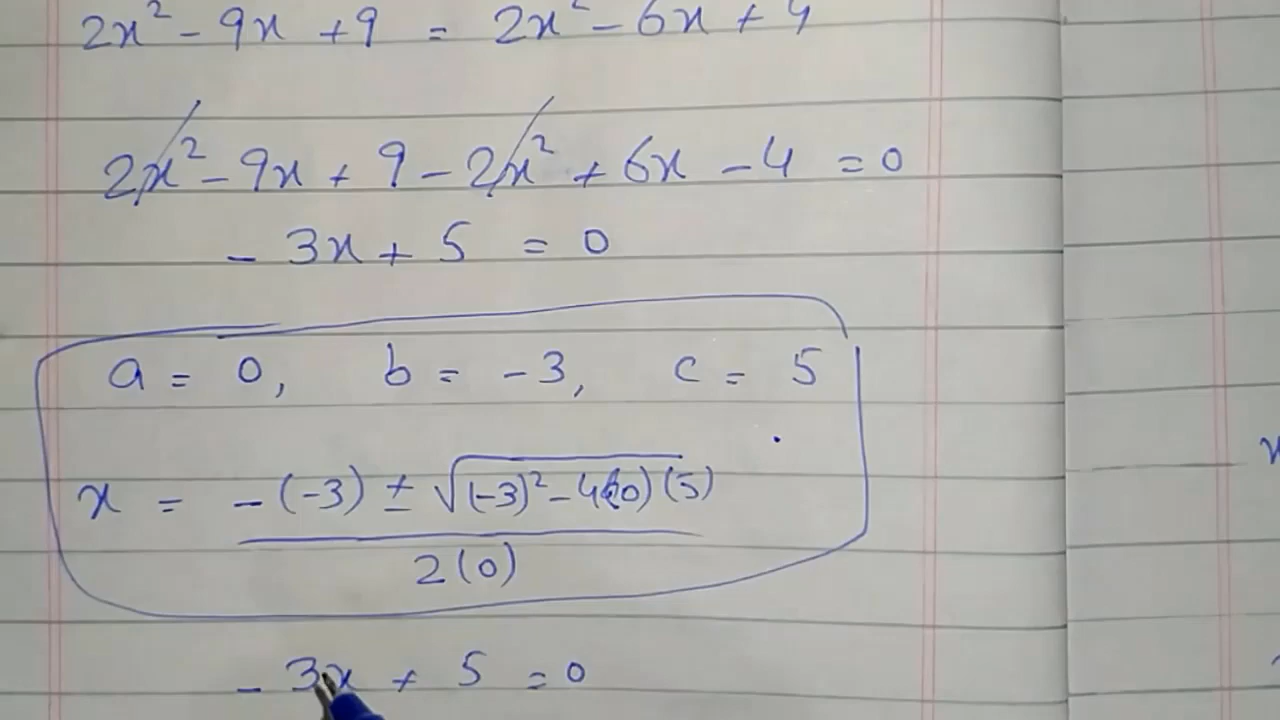 2x² - 9x + 9 = 2x² - 6x + 4
2x² - 9x + 9 - 2x² + 6x - 4 = 0
- 3x + 5 = 0
a = 0, b = -3, c = 5
x = -(-3) ± √(-3)² - 4(0)(5)
2(0)
- 3x + 5 = 0